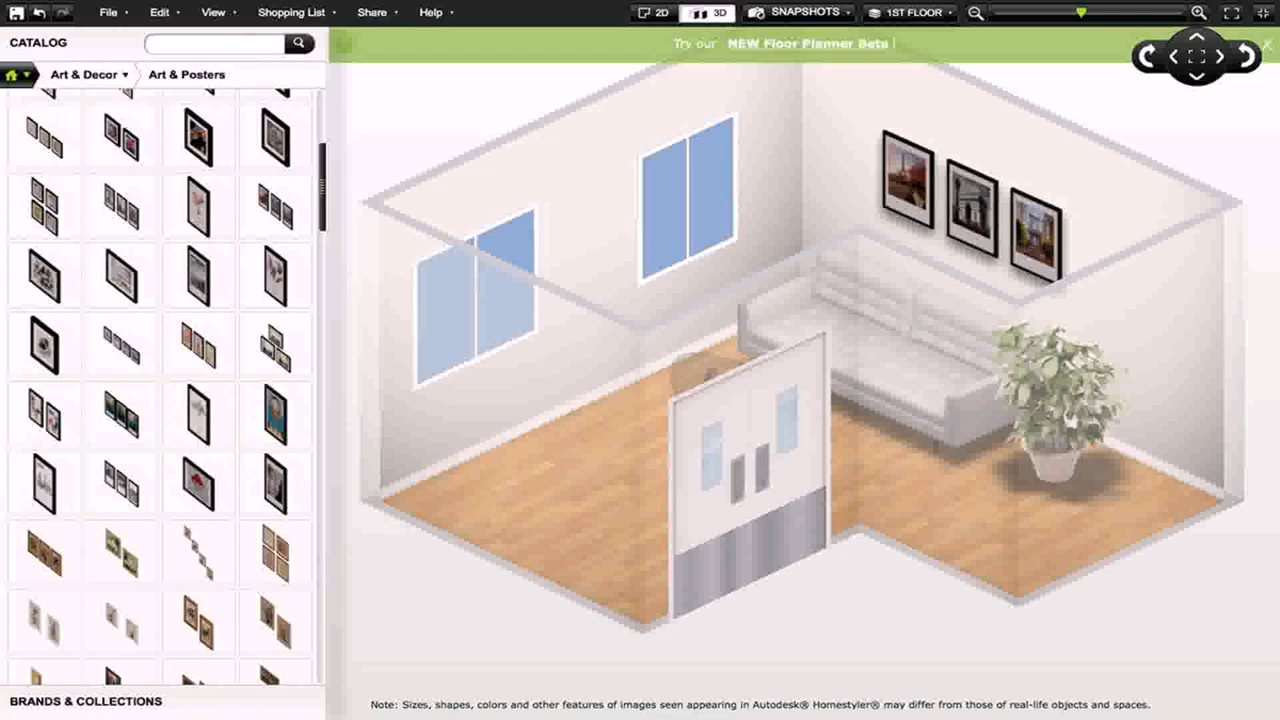 File Edit View Shopping List Share Help 2D 3D SNAPSHOTS 1ST FLOOR
CATALOG
Try our NEW Floor Planner Beta !
Art & Decor Art & Posters
BRANDS & COLLECTIONS
Note: Sizes, shapes, colors and other features of images seen appearing in Autodesk® Homestyler® may differ from those of real-life objects and spaces.